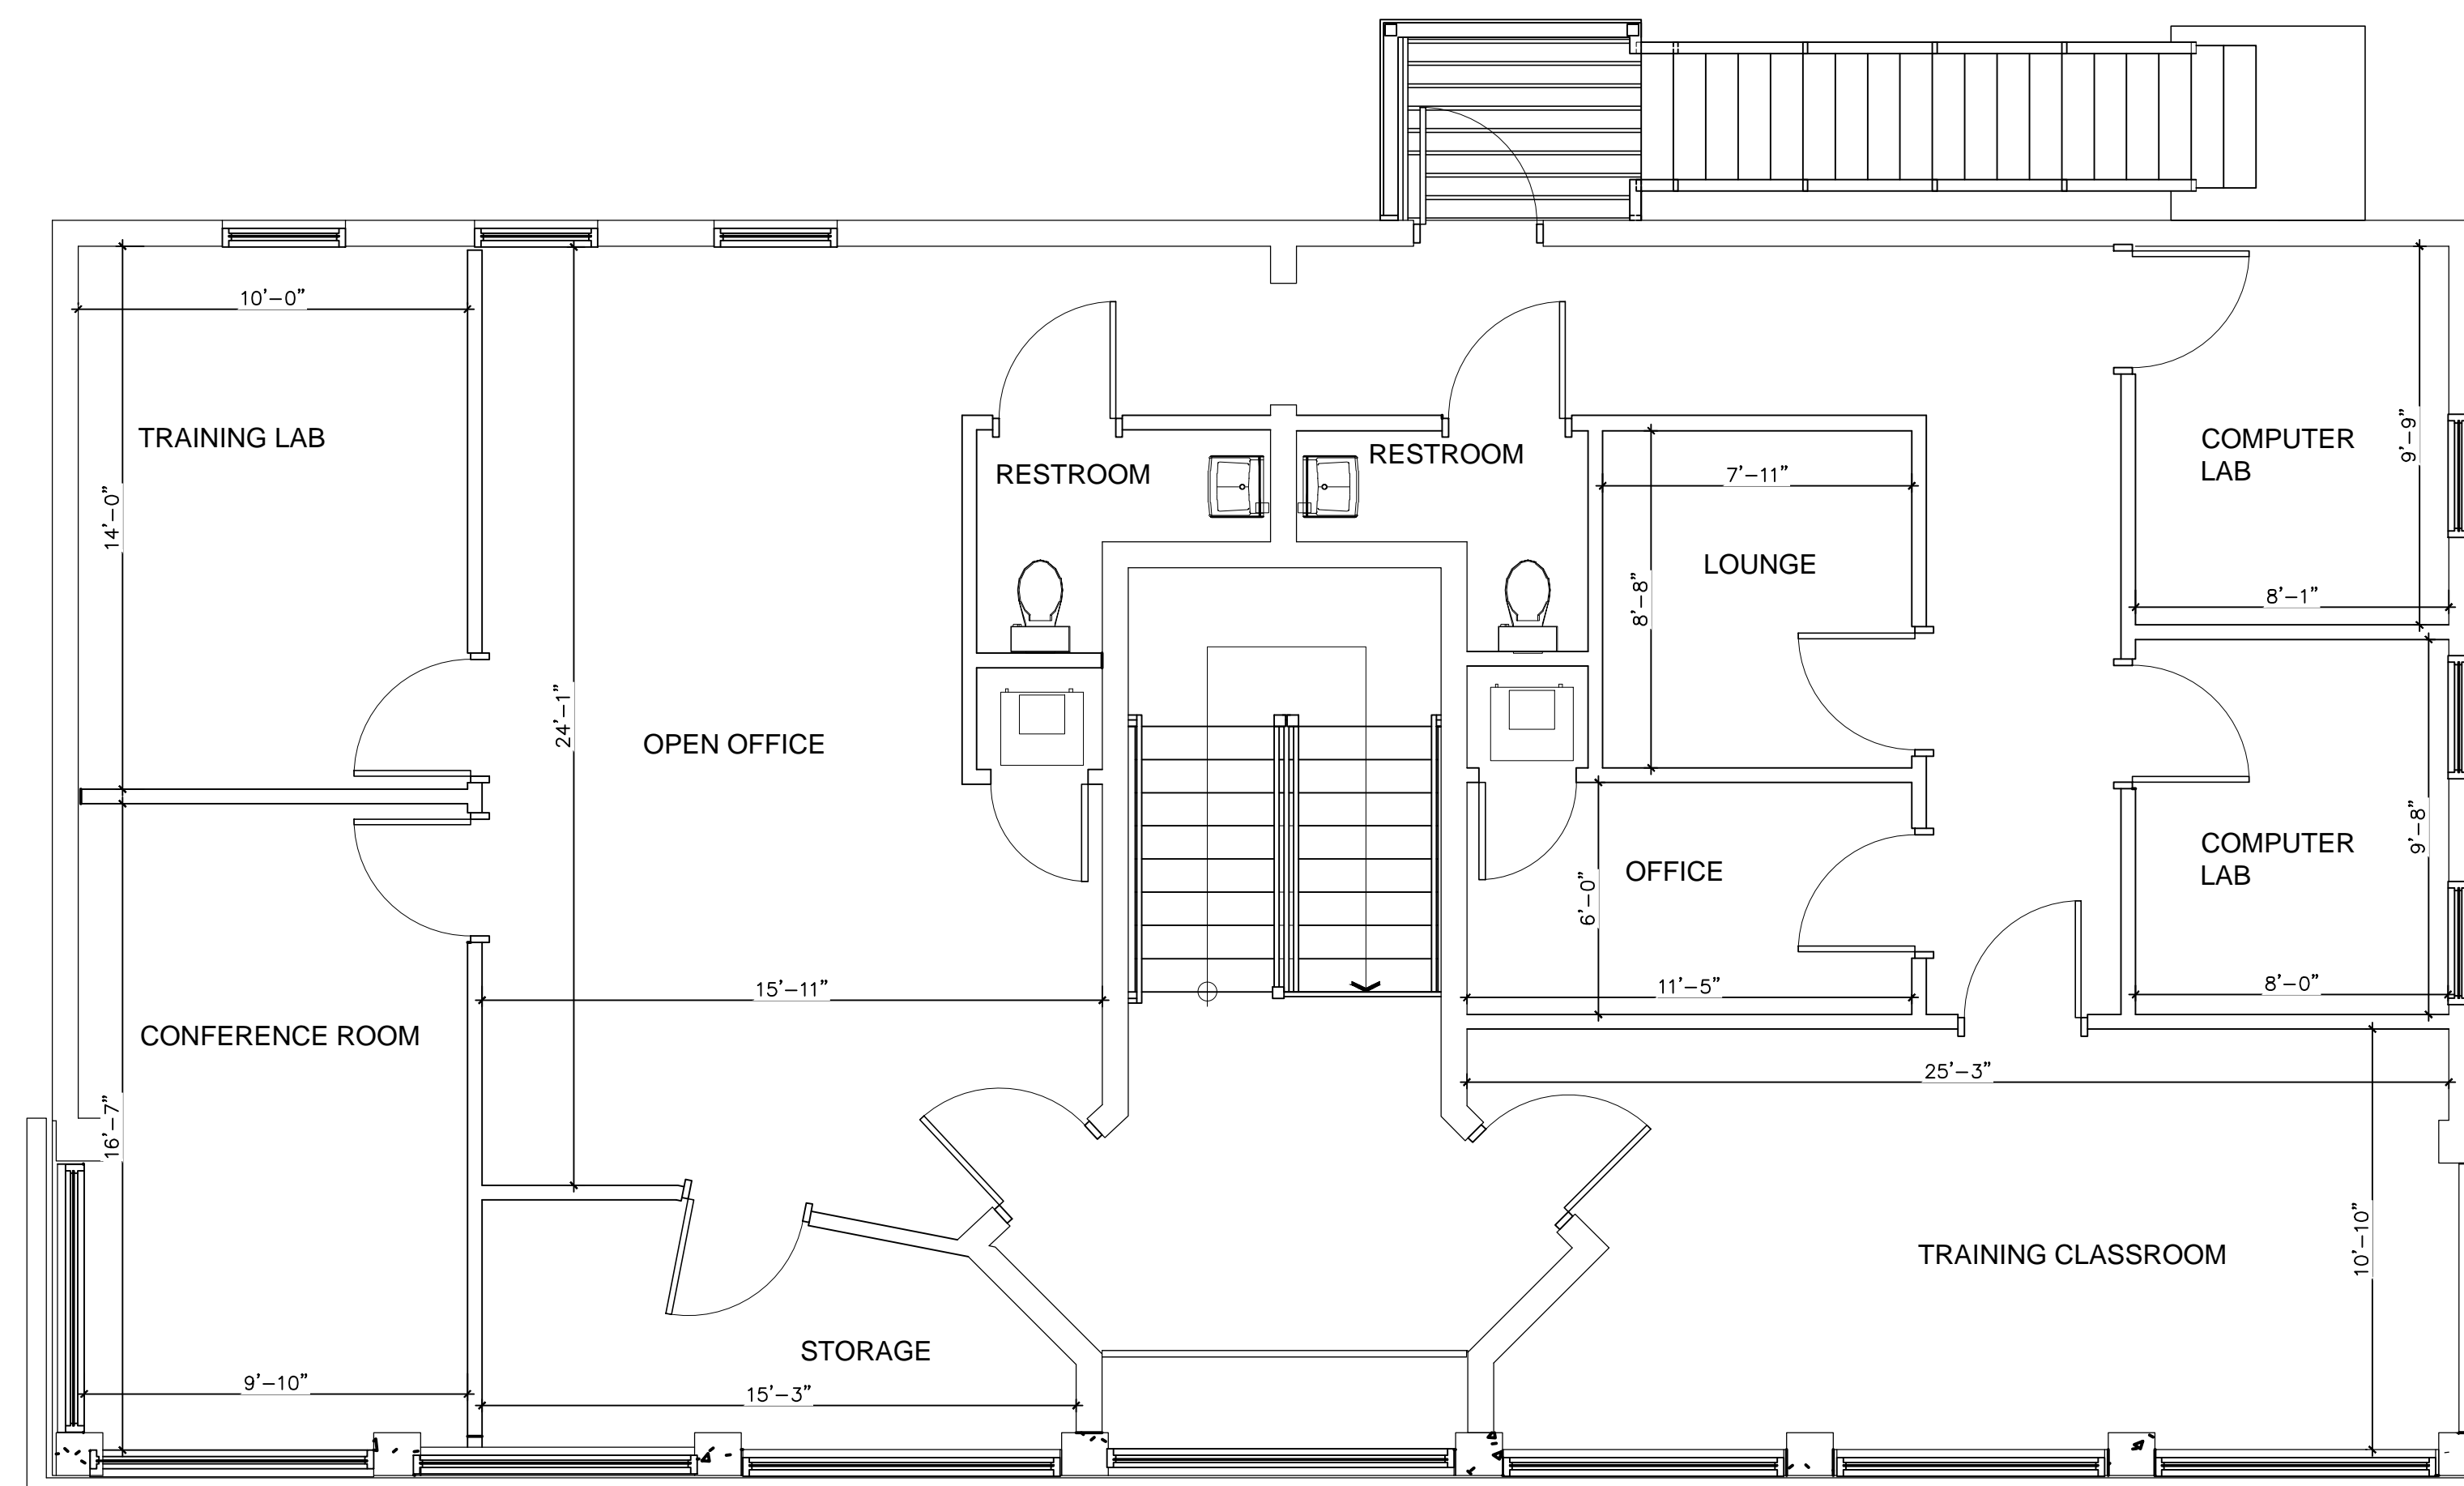 10'-0"
TRAINING LAB
14'-0"
24'-1"
OPEN OFFICE
RESTROOM
RESTROOM
7'-11"
LOUNGE
8'-8"
COMPUTER
LAB
9'-9"
8'-1"
OFFICE
6'-0"
11'-5"
COMPUTER
LAB
9'-8"
8'-0"
15'-11"
CONFERENCE ROOM
16'-7"
9'-10"
STORAGE
15'-3"
25'-3"
TRAINING CLASSROOM
10'-10"